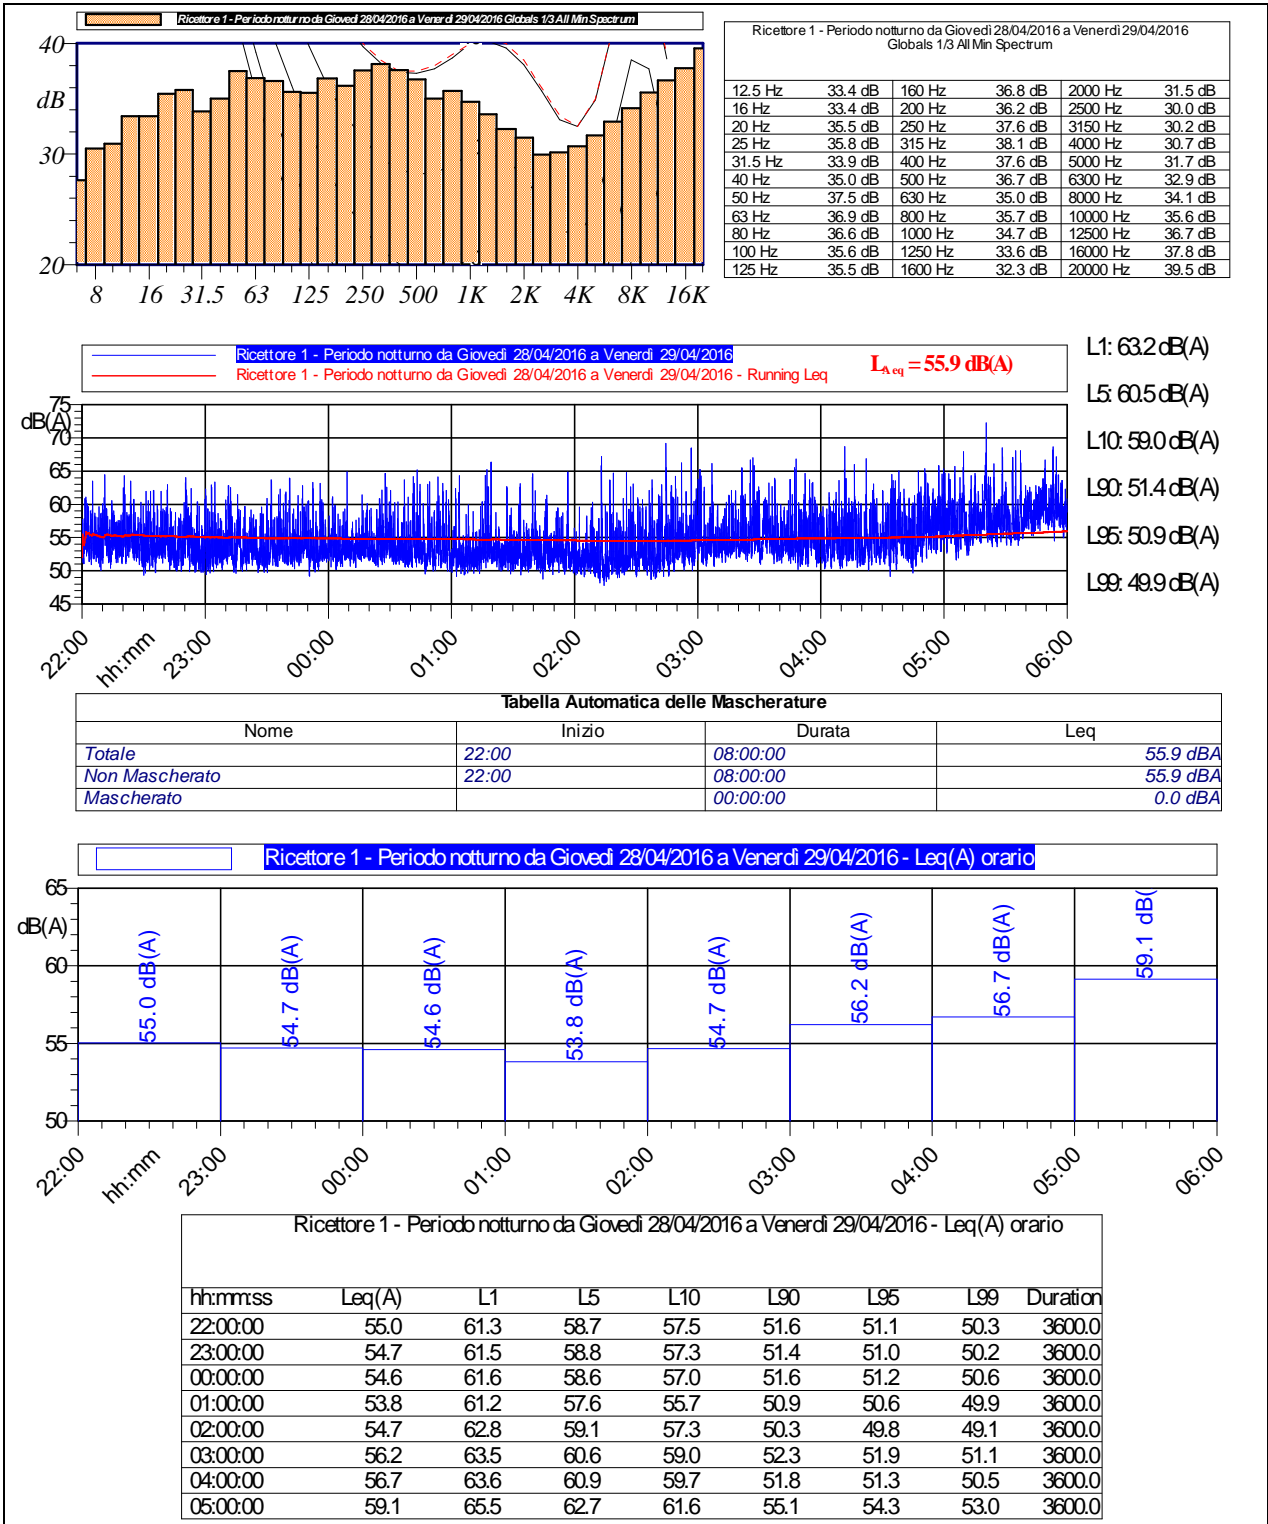 Ricettore 1 - Periodo notturno da Giovedì 28/04/2016 a Venerdì 29/04/2016 Globals 1/3 All Min Spectrum
40
dB
30
20
8 16 31.5 63 125 250 500 1K 2K 4K 8K 16K
Ricettore 1 - Periodo notturno da Giovedì 28/04/2016 a Venerdì 29/04/2016
Globals 1/3 All Min Spectrum
12.5 Hz 33.4 dB 160 Hz 36.8 dB 2000 Hz 31.5 dB
16 Hz 33.4 dB 200 Hz 36.2 dB 2500 Hz 30.0 dB
20 Hz 35.5 dB 250 Hz 37.6 dB 3150 Hz 30.2 dB
25 Hz 35.8 dB 315 Hz 38.1 dB 4000 Hz 30.7 dB
31.5 Hz 33.9 dB 400 Hz 37.6 dB 5000 Hz 31.7 dB
40 Hz 35.0 dB 500 Hz 36.7 dB 6300 Hz 32.9 dB
50 Hz 37.5 dB 630 Hz 35.0 dB 8000 Hz 34.1 dB
63 Hz 36.9 dB 800 Hz 35.7 dB 10000 Hz 35.6 dB
80 Hz 36.6 dB 1000 Hz 34.7 dB 12500 Hz 36.7 dB
100 Hz 35.6 dB 1250 Hz 33.6 dB 16000 Hz 37.8 dB
125 Hz 35.5 dB 1600 Hz 32.3 dB 20000 Hz 39.5 dB
Ricettore 1 - Periodo notturno da Giovedì 28/04/2016 a Venerdì 29/04/2016
Ricettore 1 - Periodo notturno da Giovedì 28/04/2016 a Venerdì 29/04/2016 - Running Leq
LAeq = 55.9 dB(A)
L1: 63.2 dB(A)
L5: 60.5 dB(A)
L10: 59.0 dB(A)
L90: 51.4 dB(A)
L95: 50.9 dB(A)
L99: 49.9 dB(A)
75
dB(A)
70
65
60
55
50
45
22:00 hh:mm 23:00 00:00 01:00 02:00 03:00 04:00 05:00 06:00
Tabella Automatica delle Mascherature
Nome Inizio Durata Leq
Totale 22:00 08:00:00 55.9 dBA
Non Mascherato 22:00 08:00:00 55.9 dBA
Mascherato 00:00:00 0.0 dBA
Ricettore 1 - Periodo notturno da Giovedì 28/04/2016 a Venerdì 29/04/2016 - Leq(A) orario
65
dB(A)
60
55
50
55.0 dB(A) 54.7 dB(A) 54.6 dB(A) 53.8 dB(A) 54.7 dB(A) 56.2 dB(A) 56.7 dB(A) 59.1 dB(
22:00 hh:mm 23:00 00:00 01:00 02:00 03:00 04:00 05:00 06:00
Ricettore 1 - Periodo notturno da Giovedì 28/04/2016 a Venerdì 29/04/2016 - Leq(A) orario
hh:mm:ss Leq(A) L1 L5 L10 L90 L95 L99 Duration
22:00:00 55.0 61.3 58.7 57.5 51.6 51.1 50.3 3600.0
23:00:00 54.7 61.5 58.8 57.3 51.4 51.0 50.2 3600.0
00:00:00 54.6 61.6 58.6 57.0 51.6 51.2 50.6 3600.0
01:00:00 53.8 61.2 57.6 55.7 50.9 50.6 49.9 3600.0
02:00:00 54.7 62.8 59.1 57.3 50.3 49.8 49.1 3600.0
03:00:00 56.2 63.5 60.6 59.0 52.3 51.9 51.1 3600.0
04:00:00 56.7 63.6 60.9 59.7 51.8 51.3 50.5 3600.0
05:00:00 59.1 65.5 62.7 61.6 55.1 54.3 53.0 3600.0